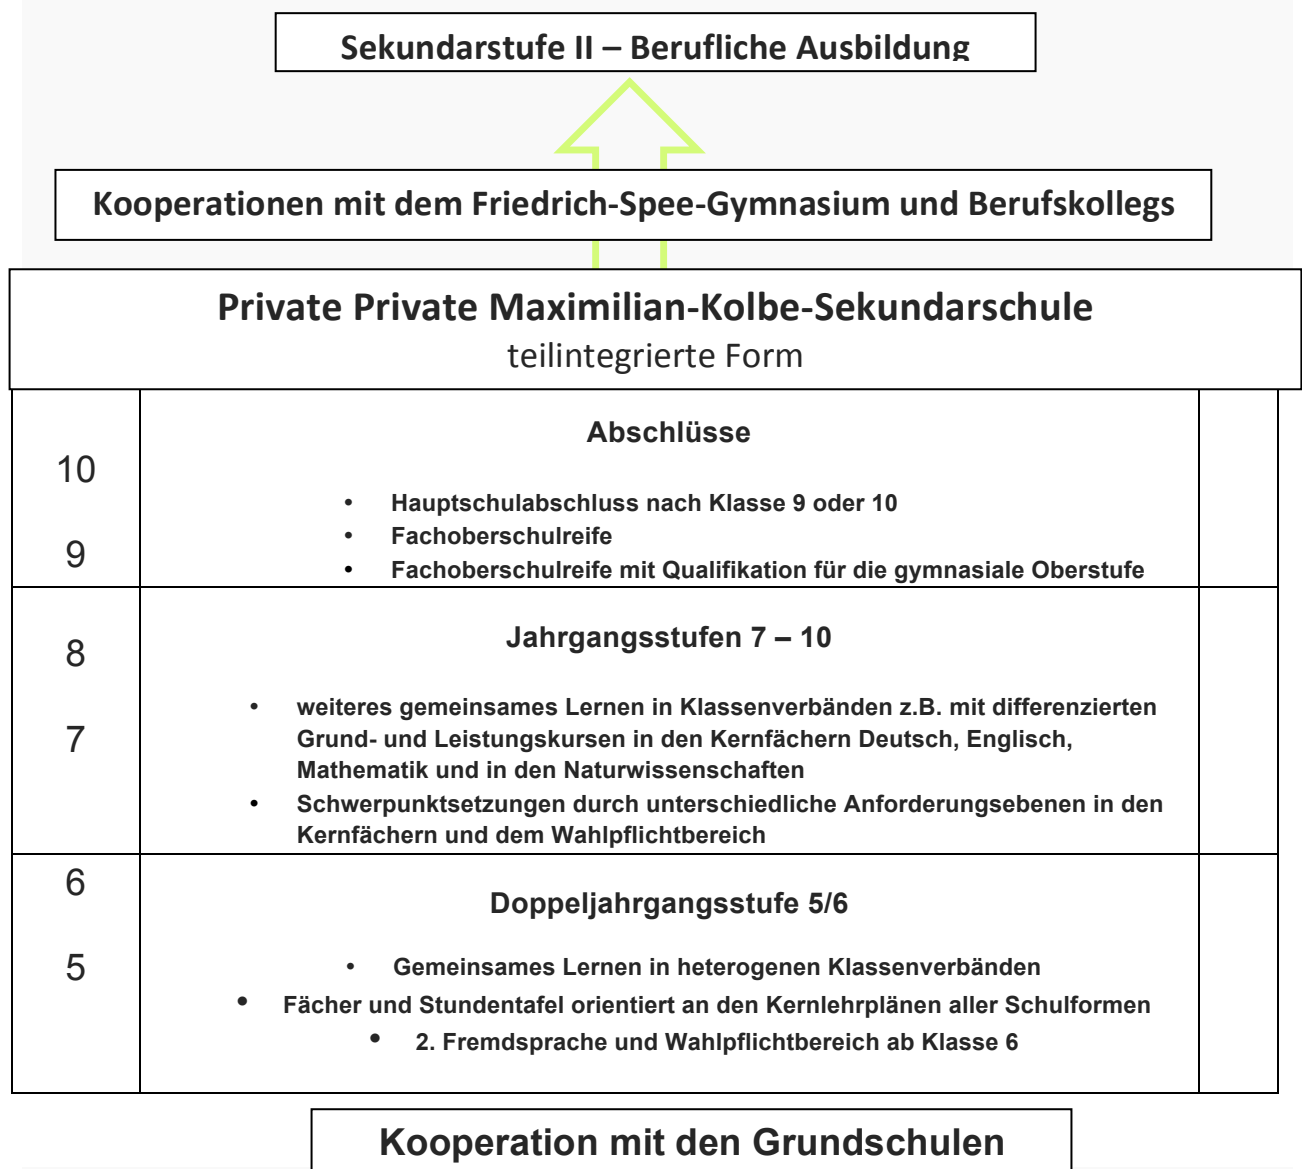 Sekundarstufe II – Berufliche Ausbildung
Kooperationen mit dem Friedrich-Spee-Gymnasium und Berufskollegs
Private Private Maximilian-Kolbe-Sekundarschule
teilintegrierte Form
10
9
Abschlüsse
• Hauptschulabschluss nach Klasse 9 oder 10
• Fachoberschulreife
• Fachoberschulreife mit Qualifikation für die gymnasiale Oberstufe
8
7
Jahrgangsstufen 7 – 10
• weiteres gemeinsames Lernen in Klassenverbänden z.B. mit differenzierten
Grund- und Leistungskursen in den Kernfächern Deutsch, Englisch,
Mathematik und in den Naturwissenschaften
• Schwerpunktsetzungen durch unterschiedliche Anforderungsebenen in den
Kernfächern und dem Wahlpflichtbereich
6
5
Doppeljahrgangsstufe 5/6
• Gemeinsames Lernen in heterogenen Klassenverbänden
• Fächer und Stundentafel orientiert an den Kernlehrplänen aller Schulformen
• 2. Fremdsprache und Wahlpflichtbereich ab Klasse 6
Kooperation mit den Grundschulen